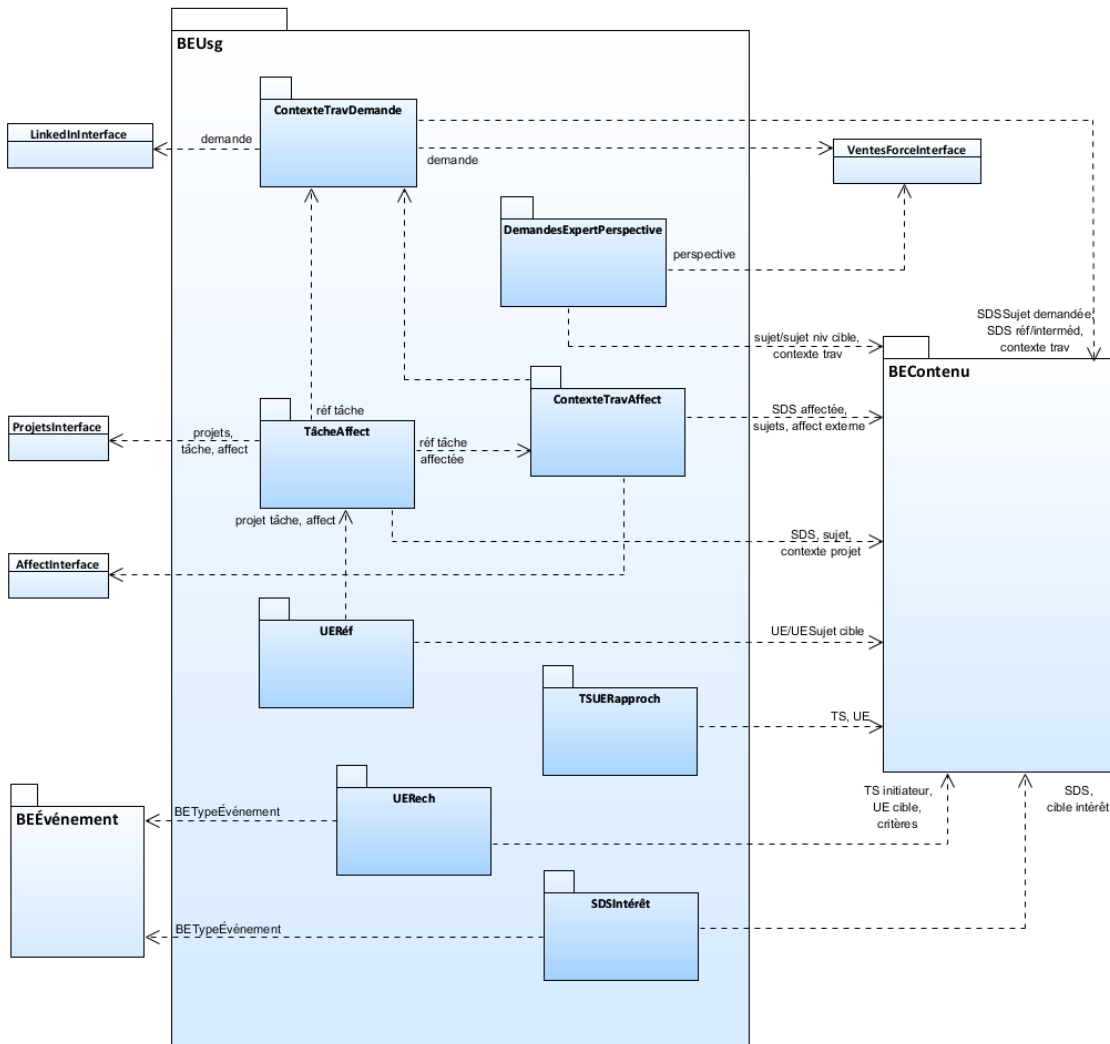 BEUsg
ContexteTravDemande
LinkedInInterface
demande
demande
VentesForceInterface
DemandesExpertPerspective
perspective
SDSSujet demandée,
SDS réf/interméd,
contexte trav
sujet/sujet niv cible,
contexte trav
BEContenu
ContexteTravAffect
réf tâche
SDS affectée,
sujets, affect externe
ProjetsInterface
projets,
tâche, affect
TâcheAffect
réf tâche
affectée
projet tâche, affect
SDS, sujet,
contexte projet
AffectInterface
UERéf
UE/UESujet cible
TSUERapproch
TS, UE
UERech
BETypeÉvénement
BEÉvénement
TS initiateur,
UE cible,
critères
SDS,
cible intérêt
SDSIntérêt
BETypeÉvénement